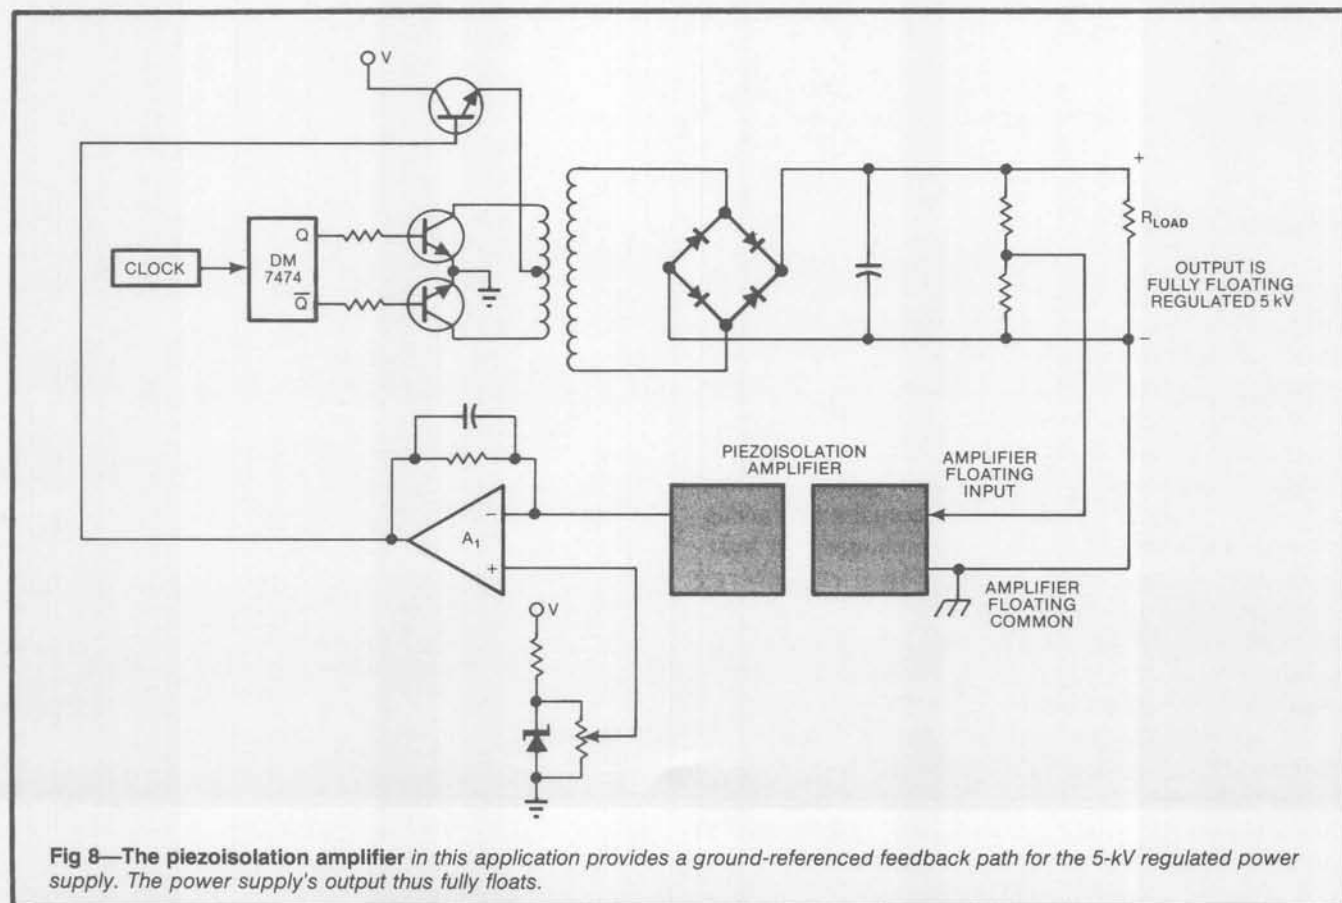 V
CLOCK
DM
7474
Q
Q̅
+
R_LOAD
OUTPUT IS
FULLY FLOATING
REGULATED 5 kV
−
PIEZOISOLATION
AMPLIFIER
AMPLIFIER
FLOATING
INPUT
A₁
−
+
AMPLIFIER
FLOATING
COMMON
V
Fig 8—The piezoisolation amplifier in this application provides a ground-referenced feedback path for the 5-kV regulated power
supply. The power supply's output thus fully floats.